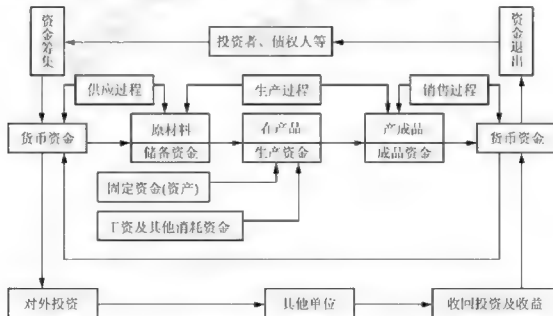 资金筹集
投资者、债权人等
资金退出
供应过程
生产过程
销售过程
货币资金
原材料
储备资金
在产品
生产资金
产成品
成品资金
货币资金
固定资金(资产)
工资及其他消耗资金
对外投资
其他单位
收回投资及收益